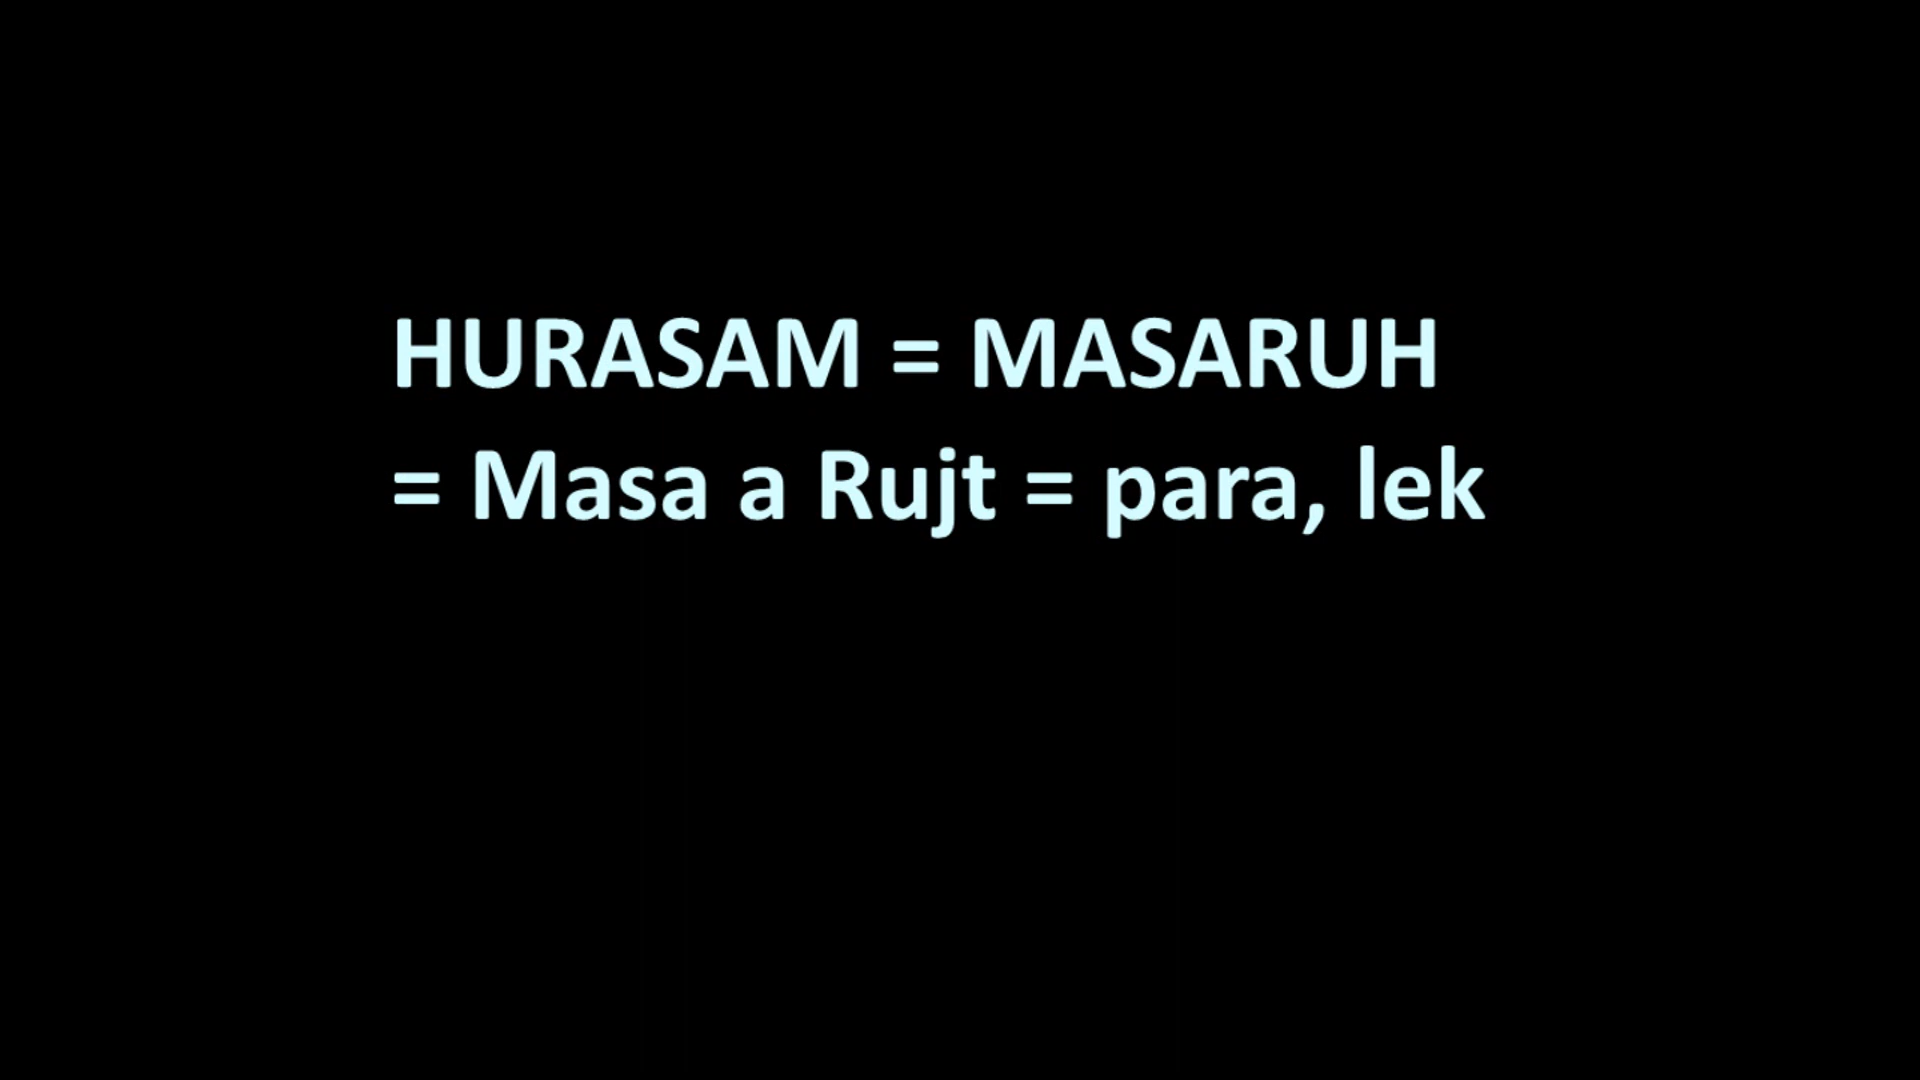 HURASAM = MASARUH
= Masa a Rujt = para, lek